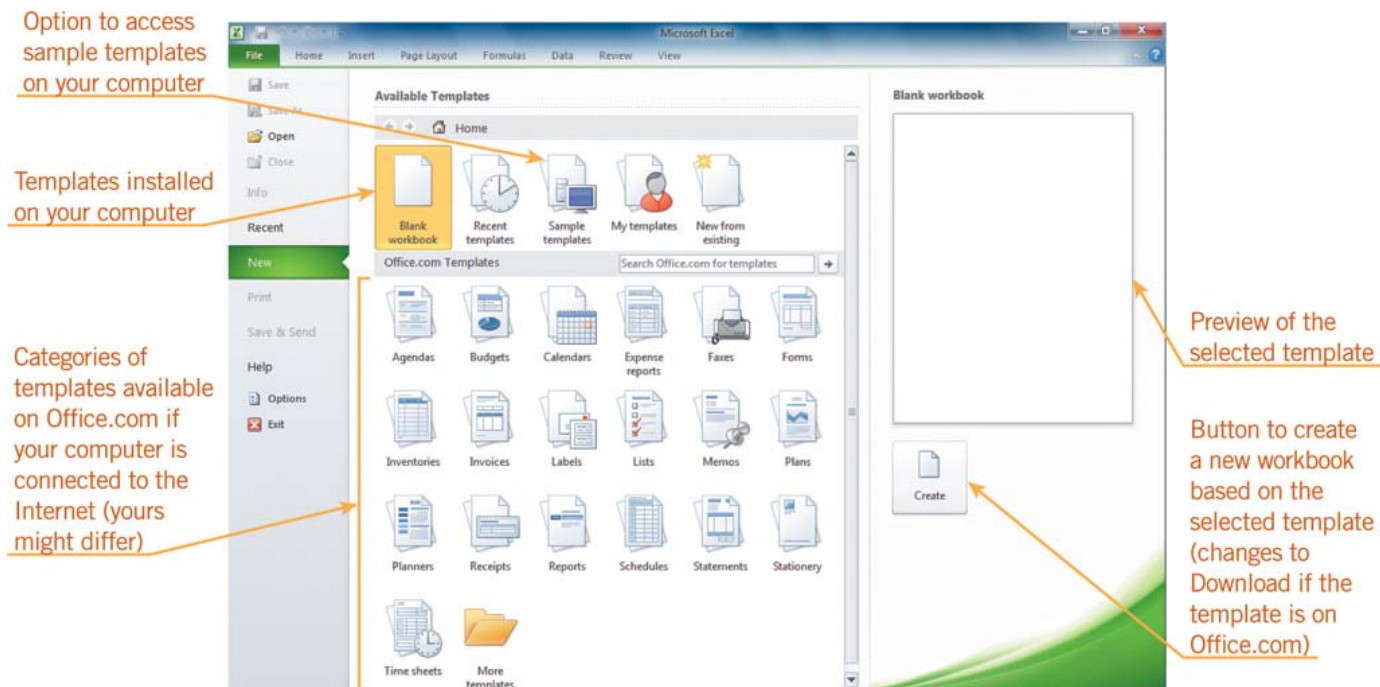 Option to access
sample templates
on your computer
Templates installed
on your computer
Categories of
templates available
on Office.com if
your computer is
connected to the
Internet (yours
might differ)
Microsoft Excel
File Home Insert Page Layout Formulas Data Review View
Save
Save As
Open
Close
Info
Recent
New
Print
Save & Send
Help
Options
Exit
Available Templates
Home
Blank workbook
Recent templates
Sample templates
My templates
New from existing
Office.com Templates
Search Office.com for templates
Agendas Budgets Calendars Expense reports Faxes Forms
Inventories Invoices Labels Lists Memos Plans
Planners Receipts Reports Schedules Statements Stationery
Time sheets More templates
Blank workbook
Create
Preview of the
selected template
Button to create
a new workbook
based on the
selected template
(changes to
Download if the
template is on
Office.com)